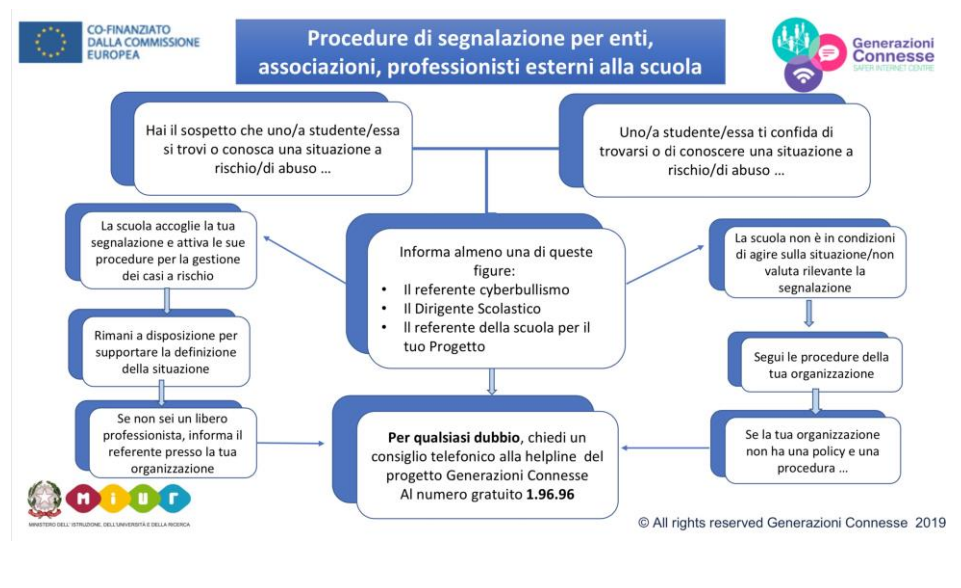 CO-FINANZIATO
DALLA COMMISSIONE
EUROPEA
Procedure di segnalazione per enti,
associazioni, professionisti esterni alla scuola
Generazioni
Connesse
SAFER INTERNET CENTRE
Hai il sospetto che uno/a studente/essa
si trovi o conosca una situazione a
rischio/di abuso …
Uno/a studente/essa ti confida di
trovarsi o di conoscere una situazione a
rischio/di abuso …
La scuola accoglie la tua
segnalazione e attiva le sue
procedure per la gestione
dei casi a rischio
Informa almeno una di queste
figure:
• Il referente cyberbullismo
• Il Dirigente Scolastico
• Il referente della scuola per il
tuo Progetto
La scuola non è in condizioni
di agire sulla situazione/non
valuta rilevante la
segnalazione
Rimani a disposizione per
supportare la definizione
della situazione
Segui le procedure della
tua organizzazione
Se non sei un libero
professionista, informa il
referente presso la tua
organizzazione
Per qualsiasi dubbio, chiedi un
consiglio telefonico alla helpline del
progetto Generazioni Connesse
Al numero gratuito 1.96.96
Se la tua organizzazione
non ha una policy e una
procedura …
MIUR
MINISTERO DELL' ISTRUZIONE, DELL'UNIVERSITÀ E DELLA RICERCA
© All rights reserved Generazioni Connesse 2019